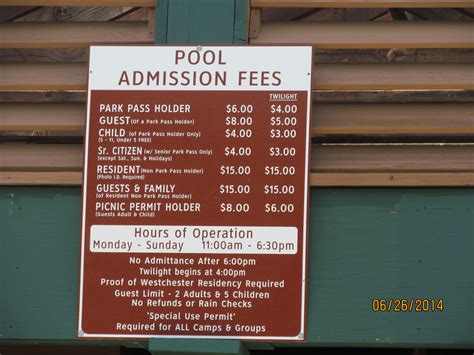 POOL
ADMISSION FEES
TWILIGHT
PARK PASS HOLDER $6.00 $4.00
GUEST (Of a Park Pass Holder) $8.00 $5.00
CHILD (of Park Pass Holder Only) $4.00 $3.00
(5 - 11, Under 5 FREE)
Sr. CITIZEN (w/ Senior Park Pass Only) $4.00 $3.00
(except Sat., Sun. & Holidays)
RESIDENT (Non Park Pass Holder) $15.00 $15.00
(Photo I.D. Required)
GUESTS & FAMILY $15.00 $15.00
(of Resident Non Park Pass Holder)
PICNIC PERMIT HOLDER $8.00 $6.00
(Guests Adult & Child)
Hours of Operation
Monday - Sunday 11:00am - 6:30pm
No Admittance After 6:00pm
Twilight begins at 4:00pm
Proof of Westchester Residency Required
Guest Limit - 2 Adults & 5 Children
No Refunds or Rain Checks
'Special Use Permit'
Required for ALL Camps & Groups
06/26/2014